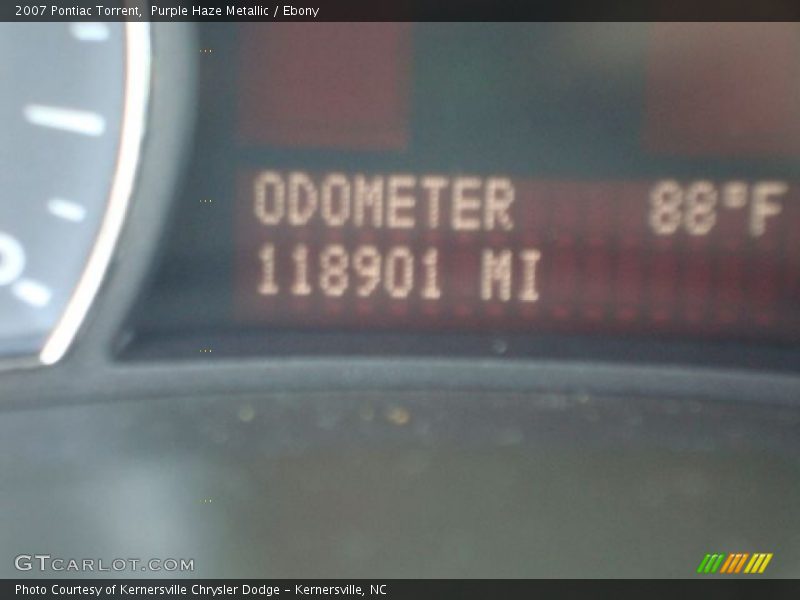 2007 Pontiac Torrent, Purple Haze Metallic / Ebony
ODOMETER 88°F
118901 MI
GTCARLOT.COM
Photo Courtesy of Kernersville Chrysler Dodge - Kernersville, NC